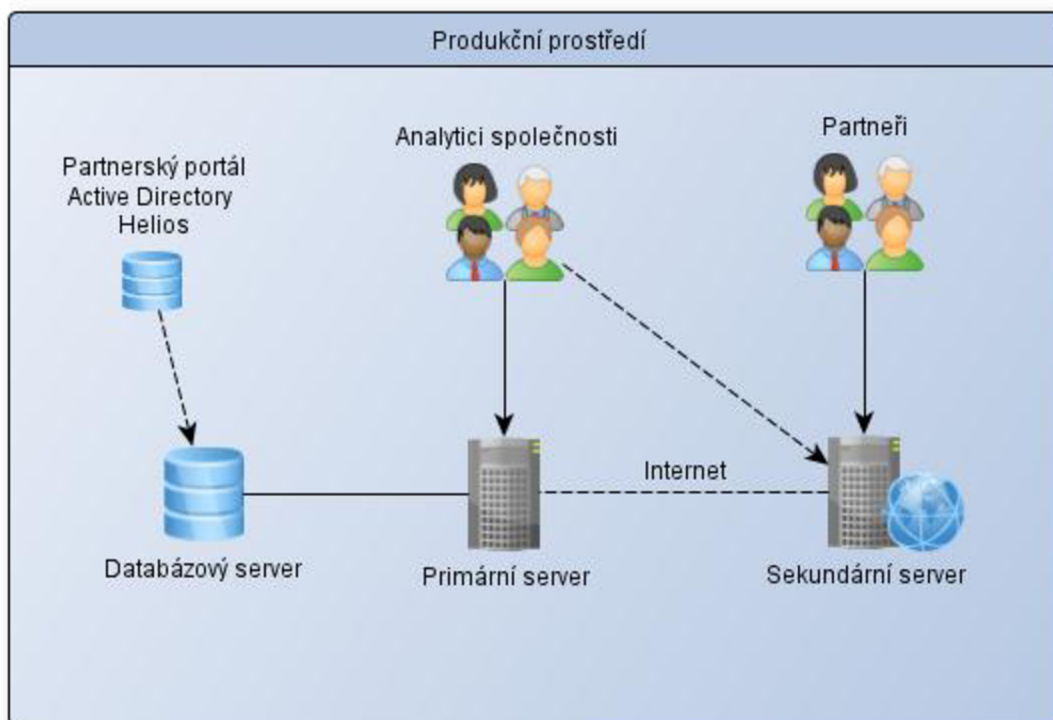 Produkční prostředí
Partnerský portál
Active Directory
Helios
Analytici společnosti
Partneři
Internet
Databázový server
Primární server
Sekundární server